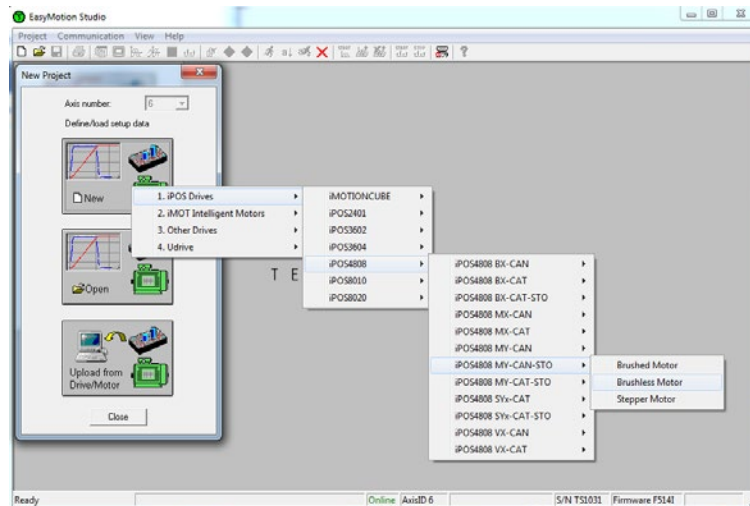 EasyMotion Studio
Project Communication View Help
New Project
Axis number: 6
Define/load setup data
New
1. iPOS Drives
2. iMOT Intelligent Motors
3. Other Drives
4. Udrive
iMOTIONCUBE
iPOS2401
iPOS3602
iPOS3604
iPOS4808
iPOS8010
iPOS8020
iPOS4808 BX-CAN
iPOS4808 BX-CAT
iPOS4808 BX-CAT-STO
iPOS4808 MX-CAN
iPOS4808 MX-CAT
iPOS4808 MY-CAN
iPOS4808 MY-CAN-STO
iPOS4808 MY-CAT-STO
iPOS4808 SYx-CAT
iPOS4808 SYx-CAT-STO
iPOS4808 VX-CAN
iPOS4808 VX-CAT
Brushed Motor
Brushless Motor
Stepper Motor
T E
Open
Upload from
Drive/Motor
Close
Ready Online AxisID 6 S/N TS1031 Firmware F514I